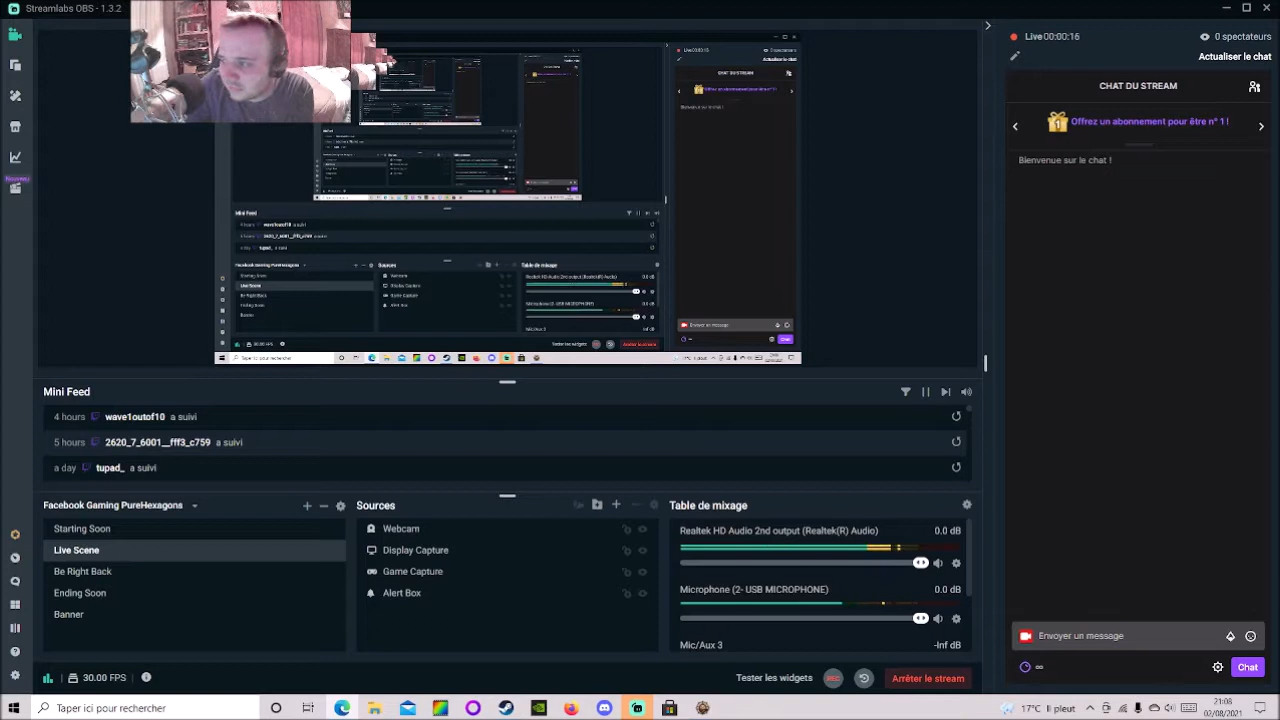 Streamlabs OBS - 1.3.2
Live 00:00:16
0 spectateurs
Actualiser le chat
CHAT DU STREAM
Offrez un abonnement pour être n° 1 !
Bienvenue sur le chat !
Nouveau
Mini Feed
4 hours wave1outof10 a suivi
5 hours 2620_7_6001__fff3_c759 a suivi
a day tupad_ a suivi
Facebook Gaming PureHexagons
Starting Soon
Live Scene
Be Right Back
Ending Soon
Banner
Sources
Webcam
Display Capture
Game Capture
Alert Box
Table de mixage
Realtek HD Audio 2nd output (Realtek(R) Audio) 0.0 dB
Microphone (2- USB MICROPHONE) 0.0 dB
Mic/Aux 3 -Inf dB
30.00 FPS
Tester les widgets
REC
Arrêter le stream
Envoyer un message
Chat
Taper ici pour rechercher
17°C Il pleut
21:08
02/08/2021